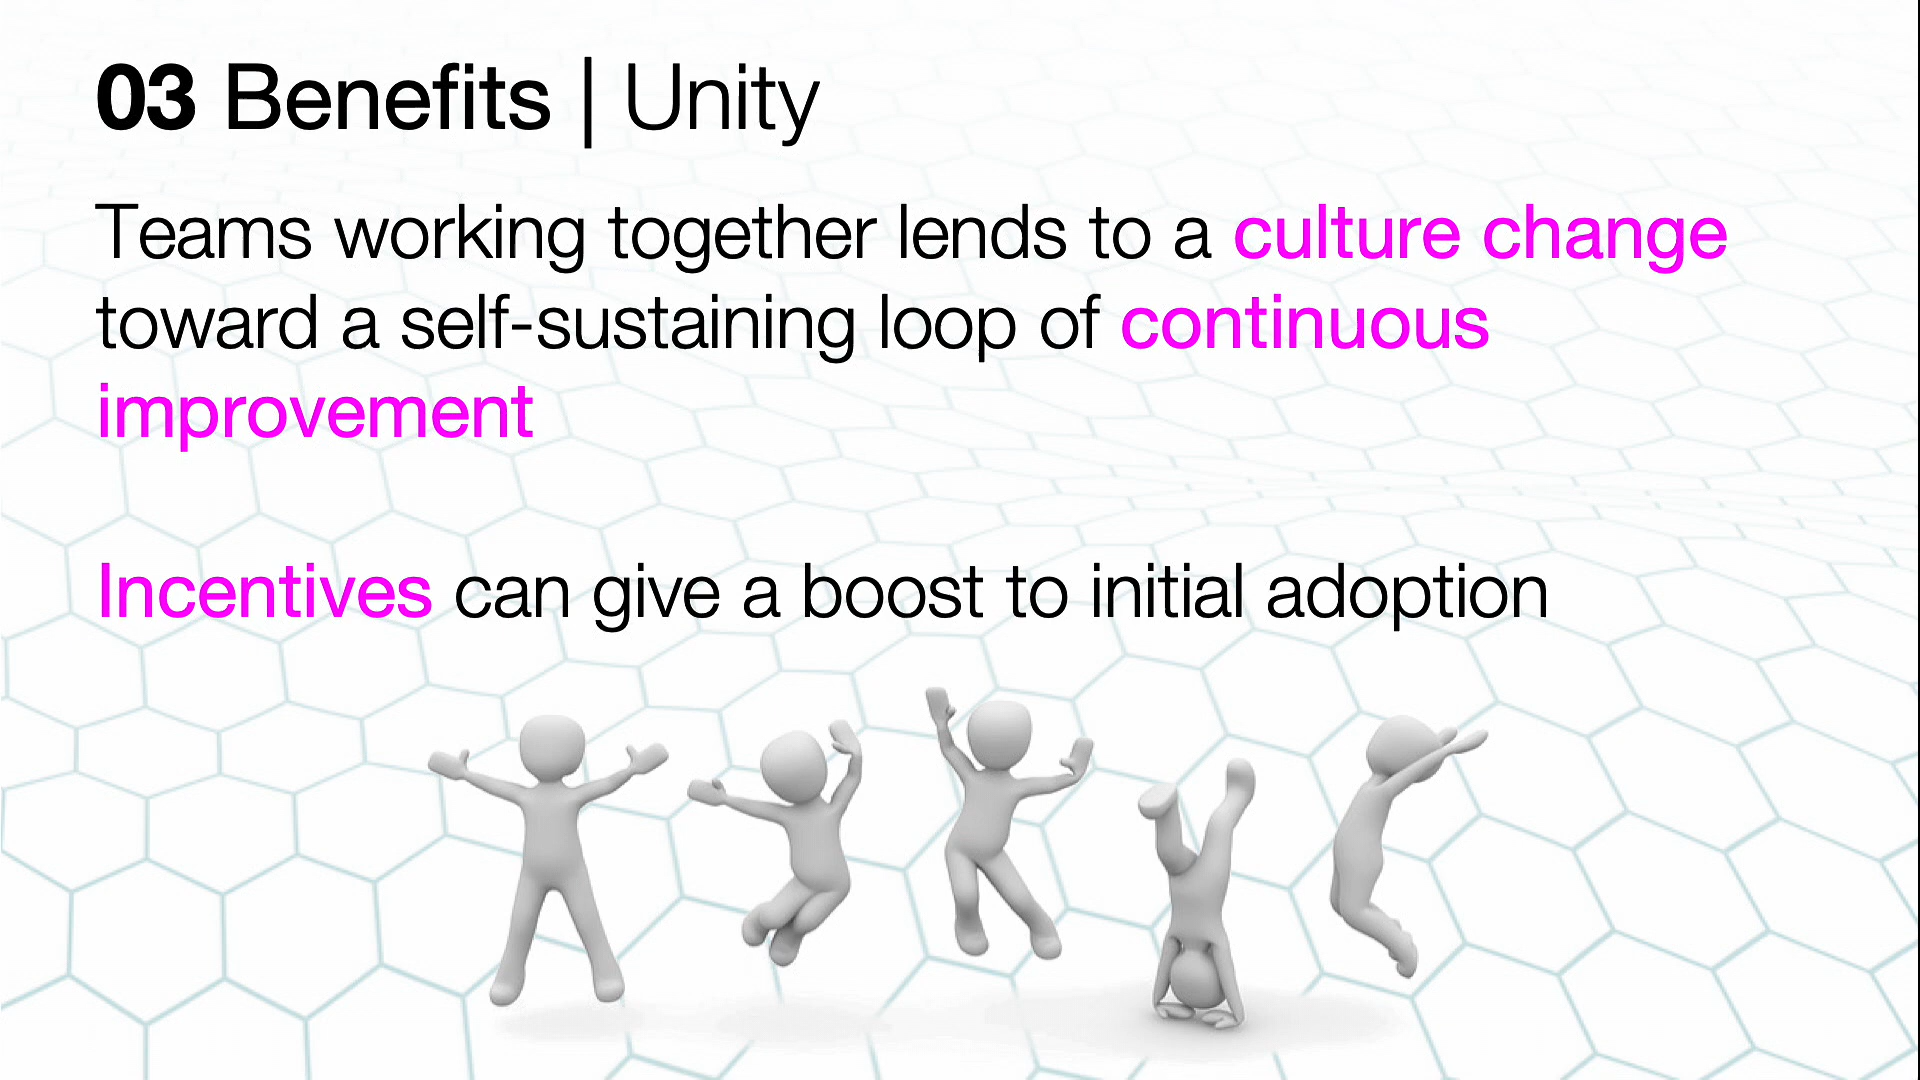 03 Benefits | Unity
Teams working together lends to a culture change
toward a self-sustaining loop of continuous
improvement
Incentives can give a boost to initial adoption